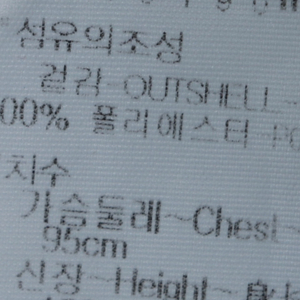 섬유의조성
겉감-OUTSHELL-
00% 폴리에스터
치수
가슴둘레-Chest-
95cm
신장-Height-身